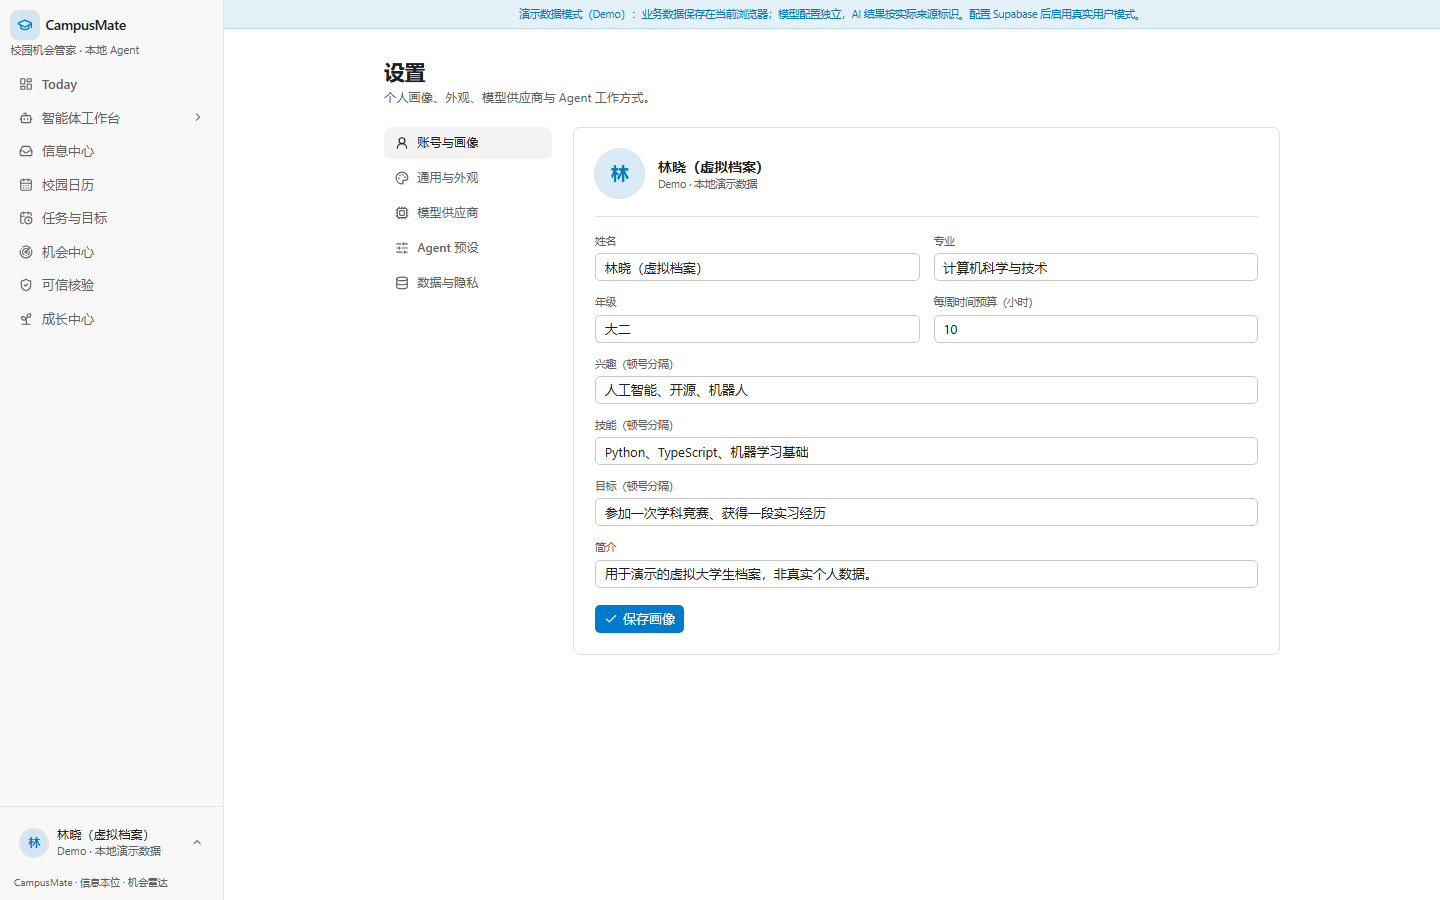 CampusMate
校园机会管家 · 本地 Agent
Today
智能体工作台
信息中心
校园日历
任务与目标
机会中心
可信核验
成长中心
林
林晓（虚拟档案）
Demo · 本地演示数据
CampusMate · 信息本位 · 机会雷达
演示数据模式（Demo）：业务数据保存在当前浏览器；模型配置独立，AI 结果按实际来源标识。配置 Supabase 后启用真实用户模式。
设置
个人画像、外观、模型供应商与 Agent 工作方式。
账号与画像
通用与外观
模型供应商
Agent 预设
数据与隐私
林
林晓（虚拟档案）
Demo · 本地演示数据
姓名
林晓（虚拟档案）
专业
计算机科学与技术
年级
大二
每周时间预算（小时）
10
兴趣（顿号分隔）
人工智能、开源、机器人
技能（顿号分隔）
Python、TypeScript、机器学习基础
目标（顿号分隔）
参加一次学科竞赛、获得一段实习经历
简介
用于演示的虚拟大学生档案，非真实个人数据。
保存画像